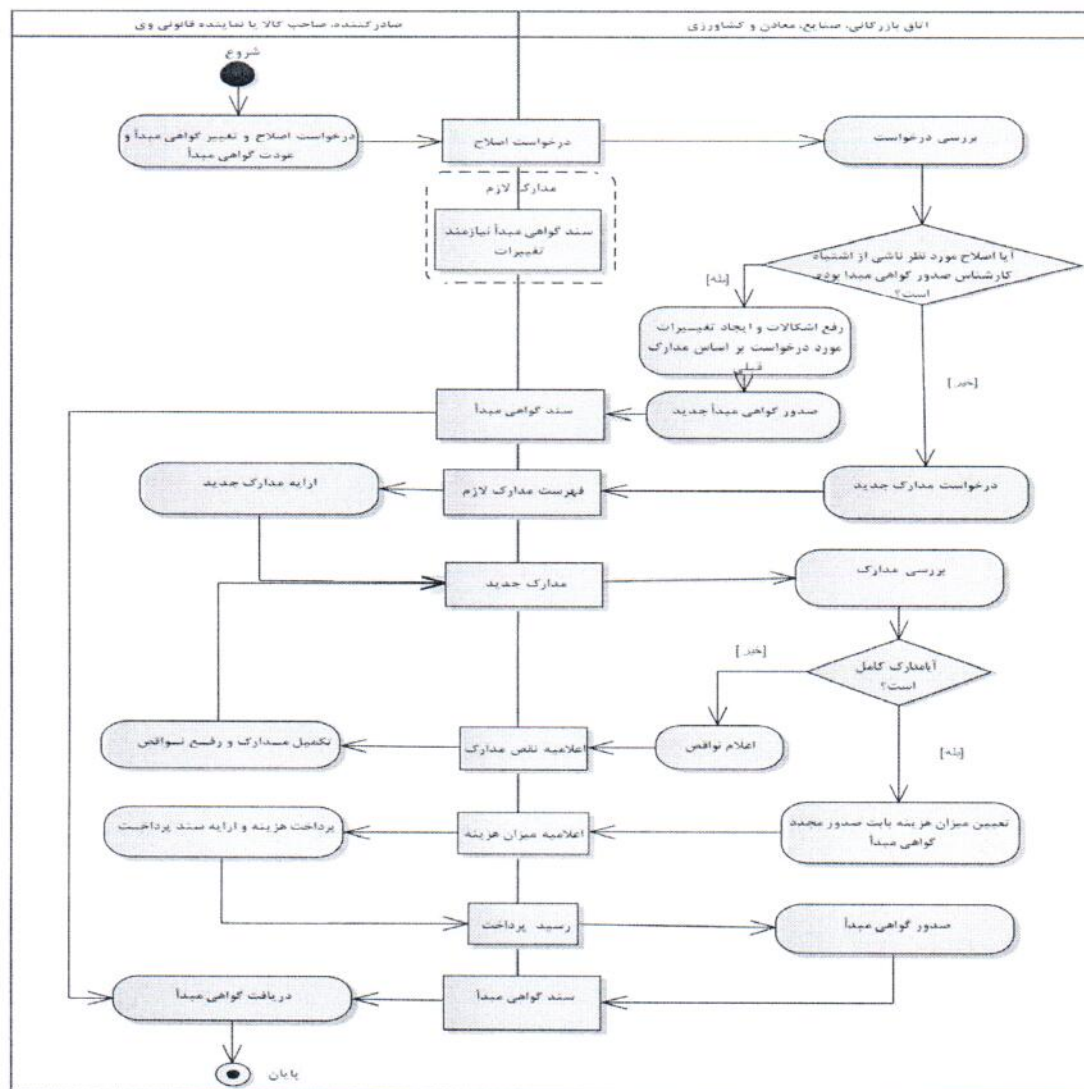 صادرکننده، صاحب کالا یا نماینده قانونی وی
اتاق بازرگانی، صنایع، معادن و کشاورزی
شروع
درخواست اصلاح و تغییر گواهی مبدأ و
عودت گواهی مبدأ
درخواست اصلاح
بررسی درخواست
مدارک لازم
سند گواهی مبدأ نیازمند
تغییرات
آیا اصلاح مورد نظر ناشی از اشتباه
کارشناس صدور گواهی مبدا بوده
است؟
[بله]
رفع اشکالات و ایجاد تغییرات
مورد درخواست بر اساس مدارک
قبلی
[خیر]
صدور گواهی مبدأ جدید
سند گواهی مبدأ
درخواست مدارک جدید
فهرست مدارک لازم
ارایه مدارک جدید
مدارک جدید
بررسی مدارک
آیامدارک کامل
است؟
[خیر]
اعلام نواقص
اعلامیه نقص مدارک
تکمیل مدارک و رفع نواقص
[بله]
تعیین میزان هزینه بابت صدور مجدد
گواهی مبدأ
اعلامیه میزان هزینه
پرداخت هزینه و ارایه سند پرداخت
رسید پرداخت
صدور گواهی مبدأ
سند گواهی مبدأ
دریافت گواهی مبدأ
پایان